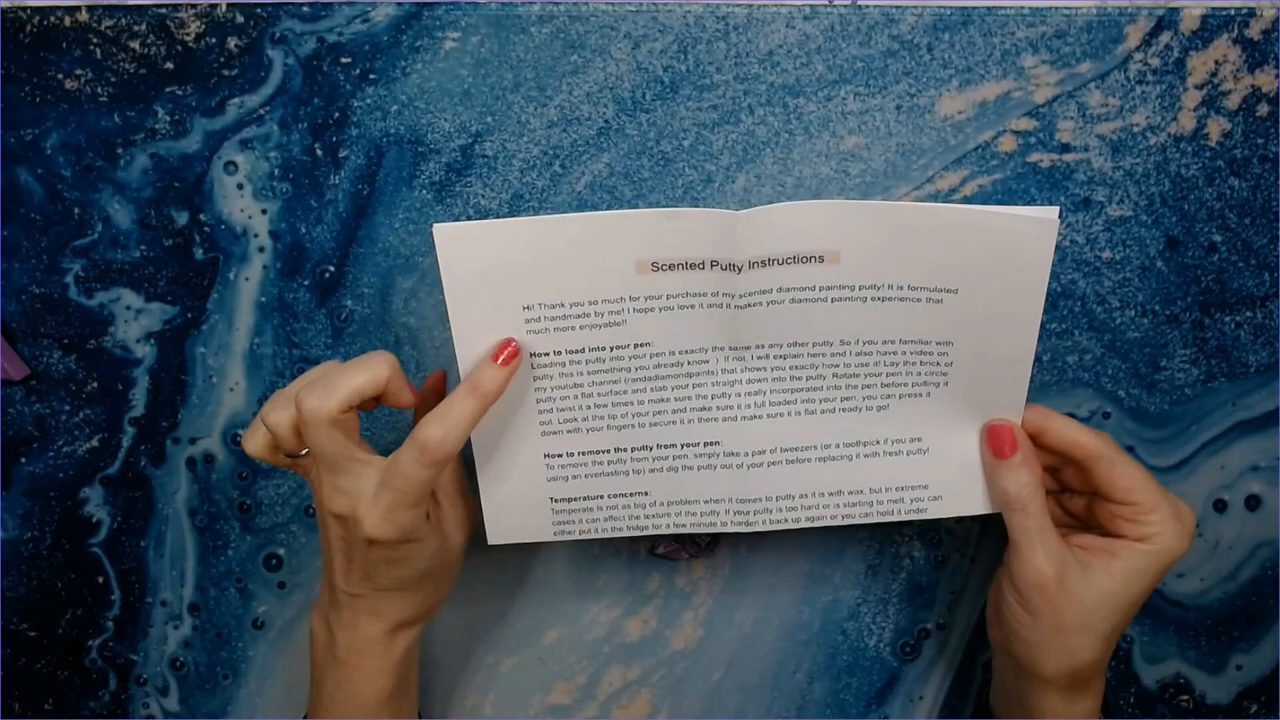 Scented Putty Instructions
Hi! Thank you so much for your purchase of my scented diamond painting putty! It is formulated
and handmade by me! I hope you love it and it makes your diamond painting experience that
much more enjoyable!!
How to load into your pen:
Loading the putty into your pen is exactly the same as any other putty. So if you are familiar with
putty, this is something you already know :) If not, I will explain here and I also have a video on
my youtube channel (randadiamondpaints) that shows you exactly how to use it! Lay the brick of
putty on a flat surface and stab your pen straight down into the putty. Rotate your pen in a circle
and twist it a few times to make sure the putty is really incorporated into the pen before pulling it
out. Look at the tip of your pen and make sure it is full loaded into your pen, you can press it
down with your fingers to secure it in there and make sure it is flat and ready to go!
How to remove the putty from your pen:
To remove the putty from your pen, simply take a pair of tweezers (or a toothpick if you are
using an everlasting tip) and dig the putty out of your pen before replacing it with fresh putty!
Temperature concerns:
Temperate is not as big of a problem when it comes to putty as it is with wax, but in extreme
cases it can affect the texture of the putty. If your putty is too hard or is starting to melt, you can
either put it in the fridge for a few minute to harden it back up again or you can hold it under